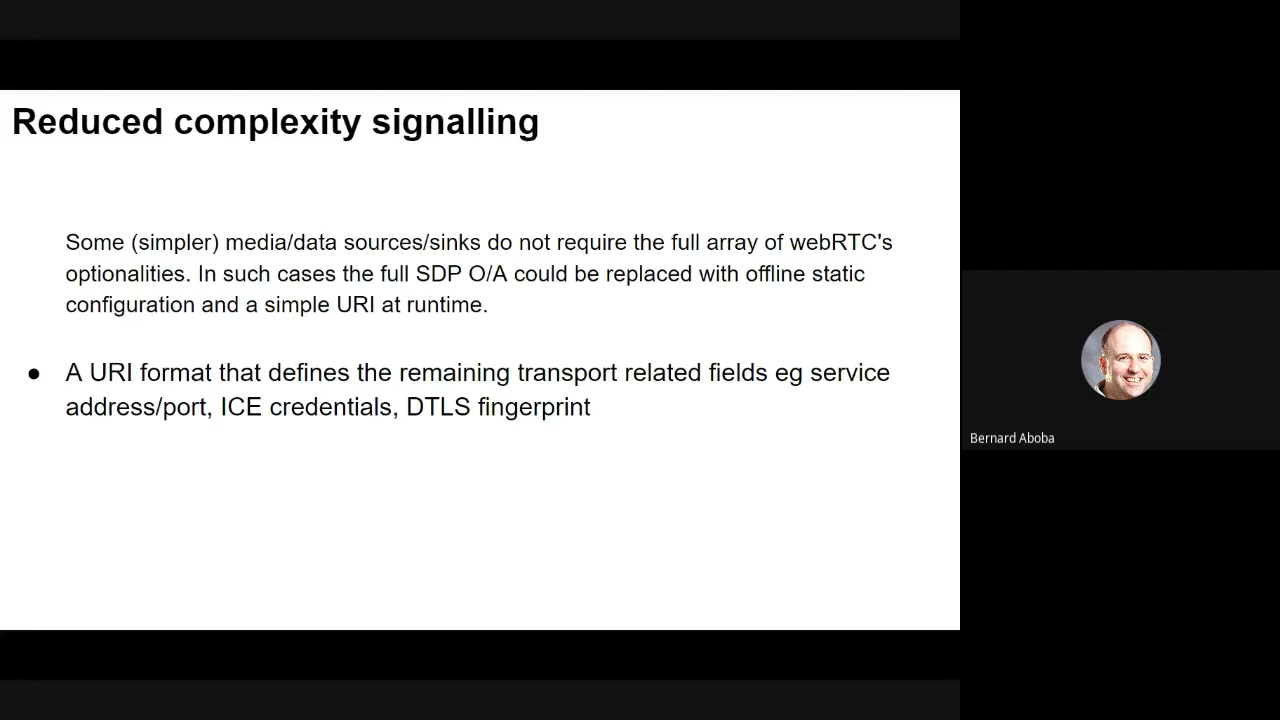 Reduced complexity signalling
Some (simpler) media/data sources/sinks do not require the full array of webRTC's
optionalities. In such cases the full SDP O/A could be replaced with offline static
configuration and a simple URI at runtime.
● A URI format that defines the remaining transport related fields eg service
address/port, ICE credentials, DTLS fingerprint
Bernard Aboba